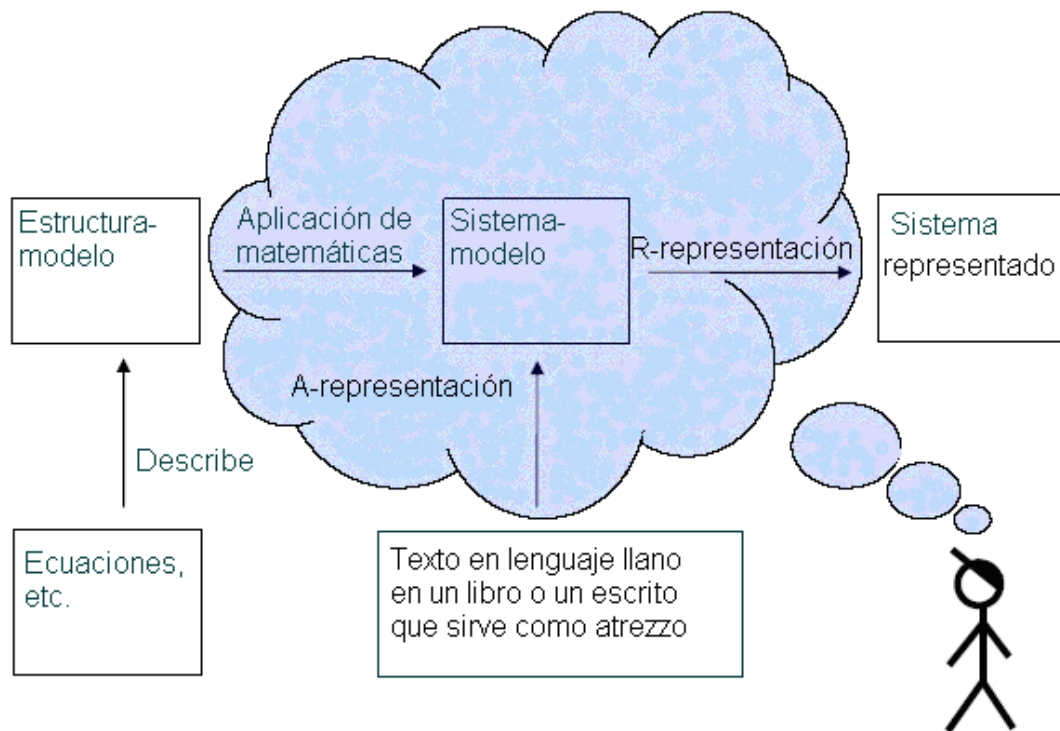 Estructura-
modelo
Aplicación de
matemáticas
Sistema-
modelo
R-representación
Sistema
representado
A-representación
Describe
Ecuaciones,
etc.
Texto en lenguaje llano
en un libro o un escrito
que sirve como atrezzo